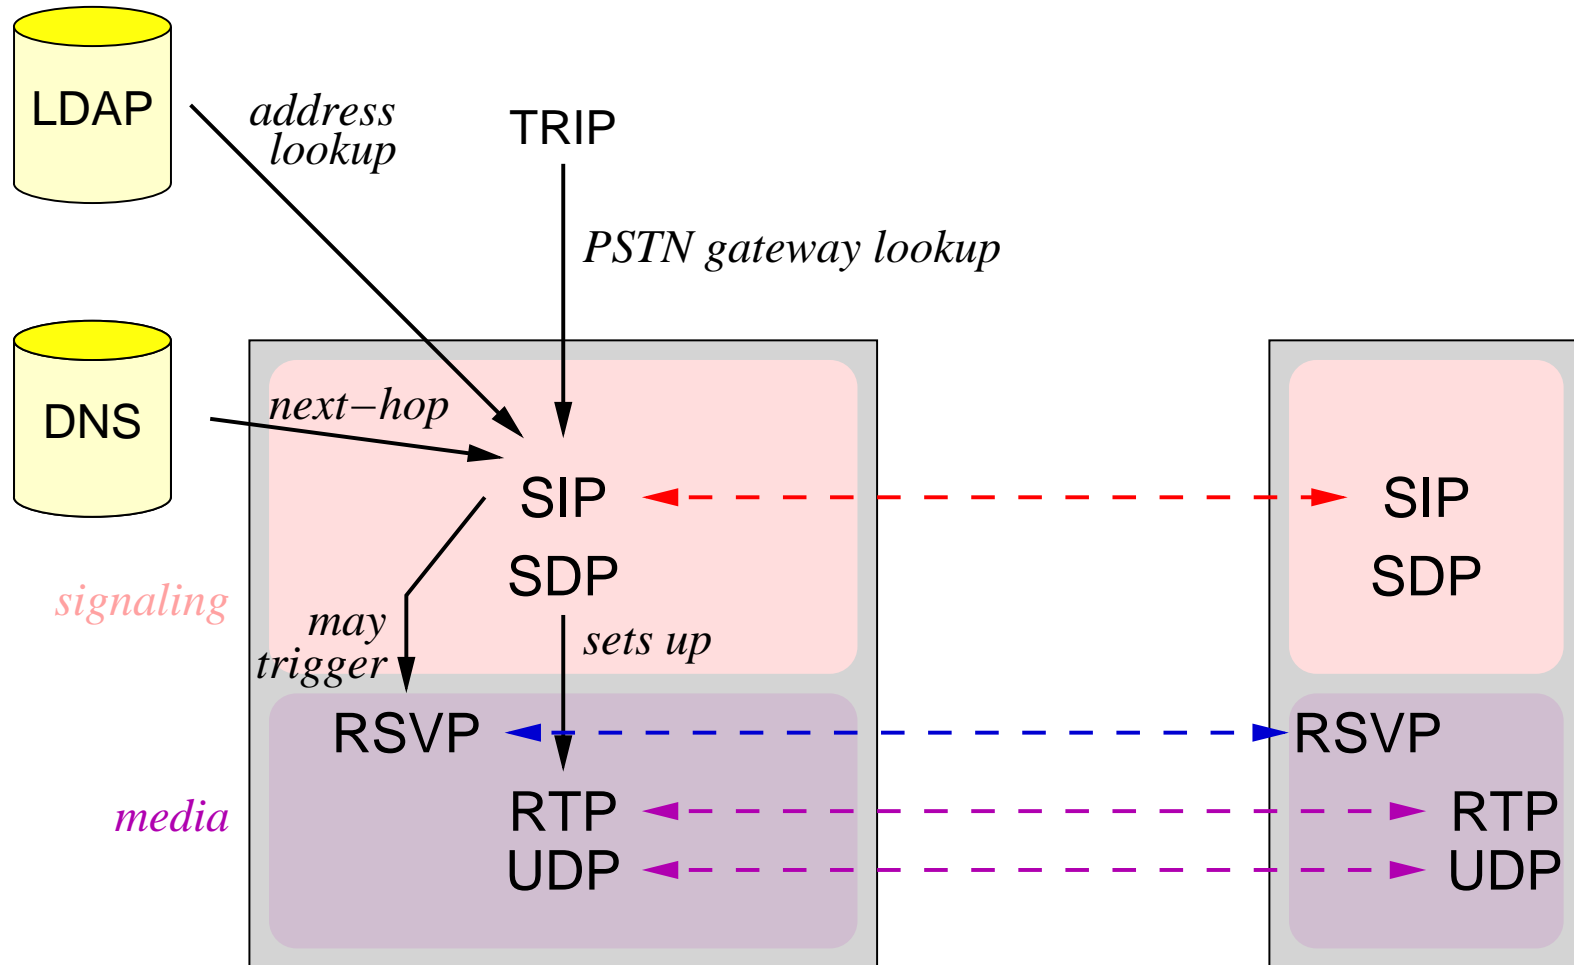 LDAP
address
lookup
TRIP
PSTN gateway lookup
DNS
next-hop
SIP
SIP
SDP
SDP
signaling
may
trigger
sets up
RSVP
RSVP
media
RTP
RTP
UDP
UDP